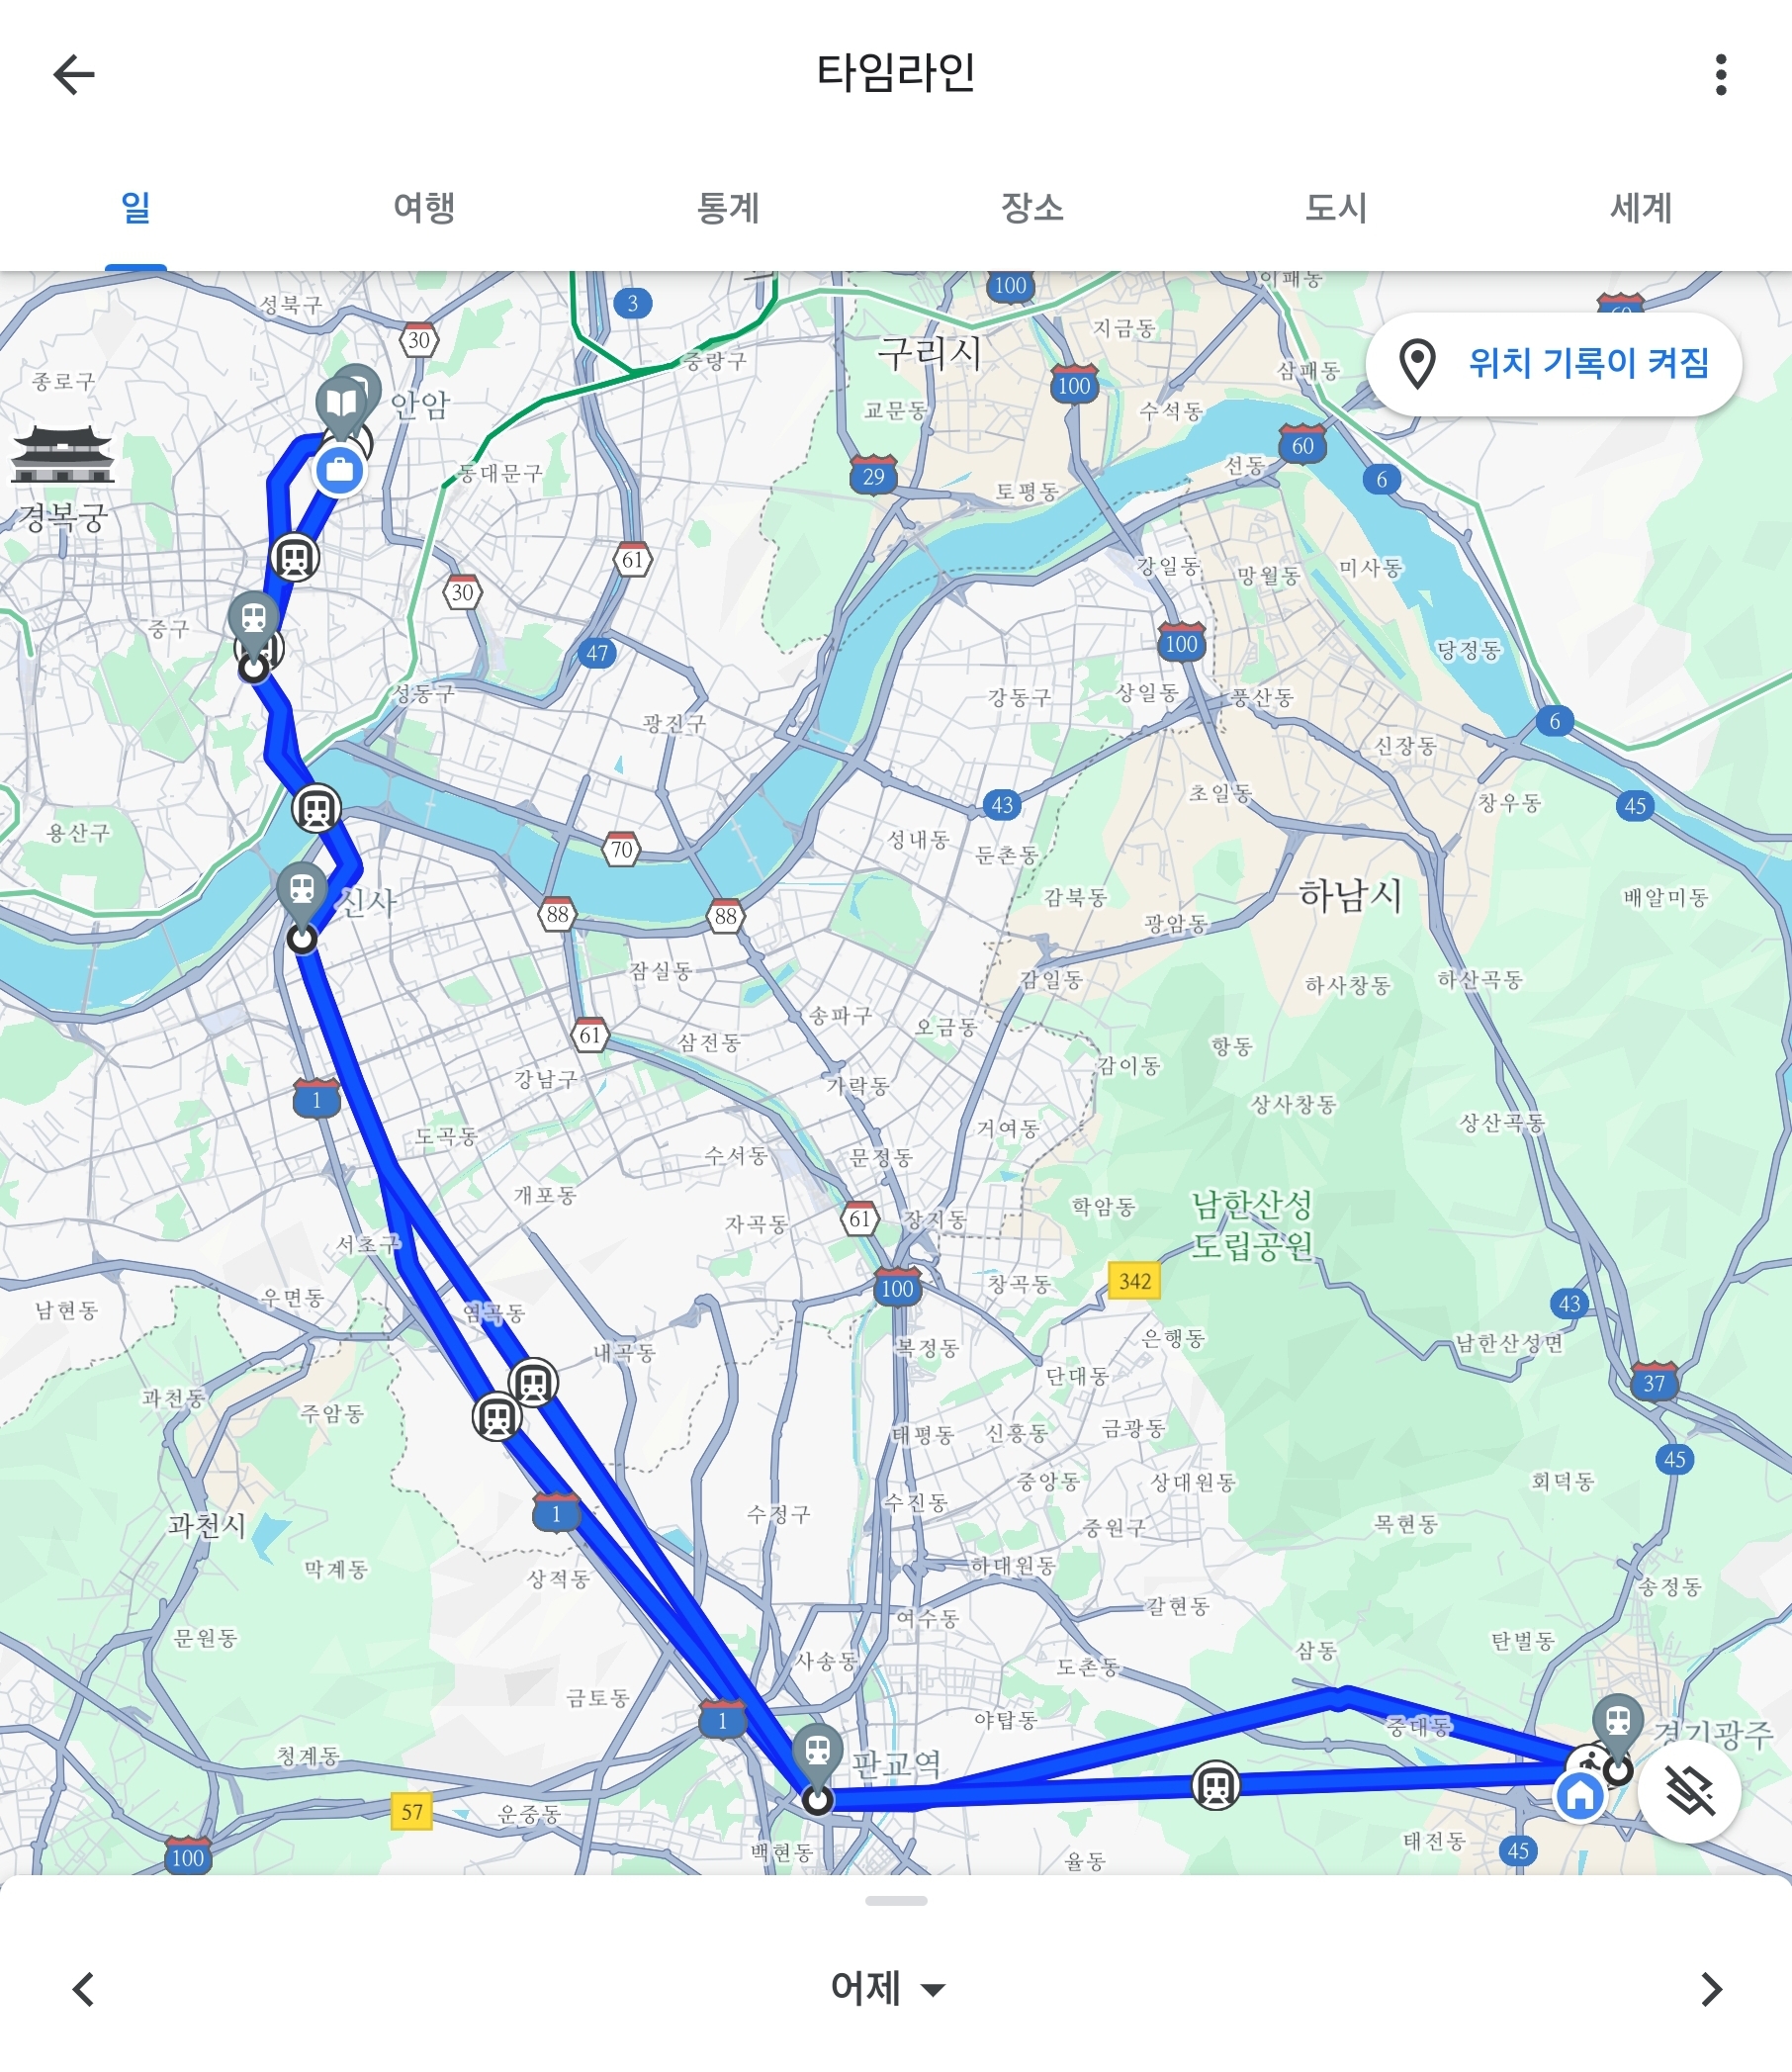 타임라인
일 여행 통계 장소 도시 세계
성북구
3
100
이패동
60
30
중랑구
구리시
지금동
위치 기록이 켜짐
종로구
안암
교문동
100
수석동
삼패동
경복궁
동대문구
29
토평동
선동
60
6
30
61
강일동
망월동
미사동
중구
47
100
당정동
성동구
광진구
강동구
상일동
풍산동
6
신장동
용산구
70
43
초일동
창우동
45
성내동
둔촌동
신사
88
88
감북동
광암동
하남시
배알미동
잠실동
감일동
하사창동
하산곡동
61
삼전동
송파구
오금동
항동
감이동
1
강남구
가락동
상사창동
상산곡동
도곡동
수서동
문정동
거여동
개포동
자곡동
61
장지동
학암동
남한산성
도립공원
서초구
남현동
우면동
염곡동
100
창곡동
342
43
내곡동
복정동
은행동
남한산성면
과천동
주암동
단대동
37
태평동
신흥동
금광동
45
과천시
1
수정구
수진동
중앙동
상대원동
회덕동
중원구
목현동
막계동
상적동
하대원동
송정동
문원동
여수동
갈현동
사송동
도촌동
삼동
탄벌동
금토동
1
야탑동
중대동
경기광주
청계동
판교역
57
운중동
100
백현동
율동
태전동
45
어제